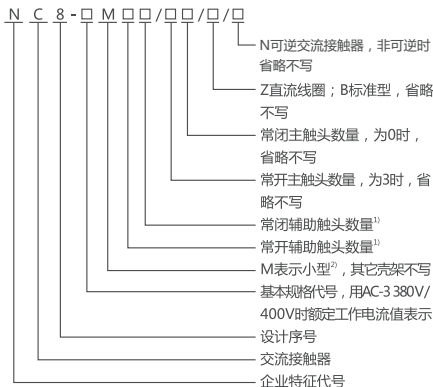 NC8-□M□□/□□/□/□
N可逆交流接触器，非可逆时
省略不写
Z直流线圈；B标准型，省略
不写
常闭主触头数量，为0时，
省略不写
常开主触头数量，为3时，省
略不写
常闭辅助触头数量1)
常开辅助触头数量1)
M表示小型2)，其它壳架不写
基本规格代号，用AC-3 380V/
400V时额定工作电流值表示
设计序号
交流接触器
企业特征代号